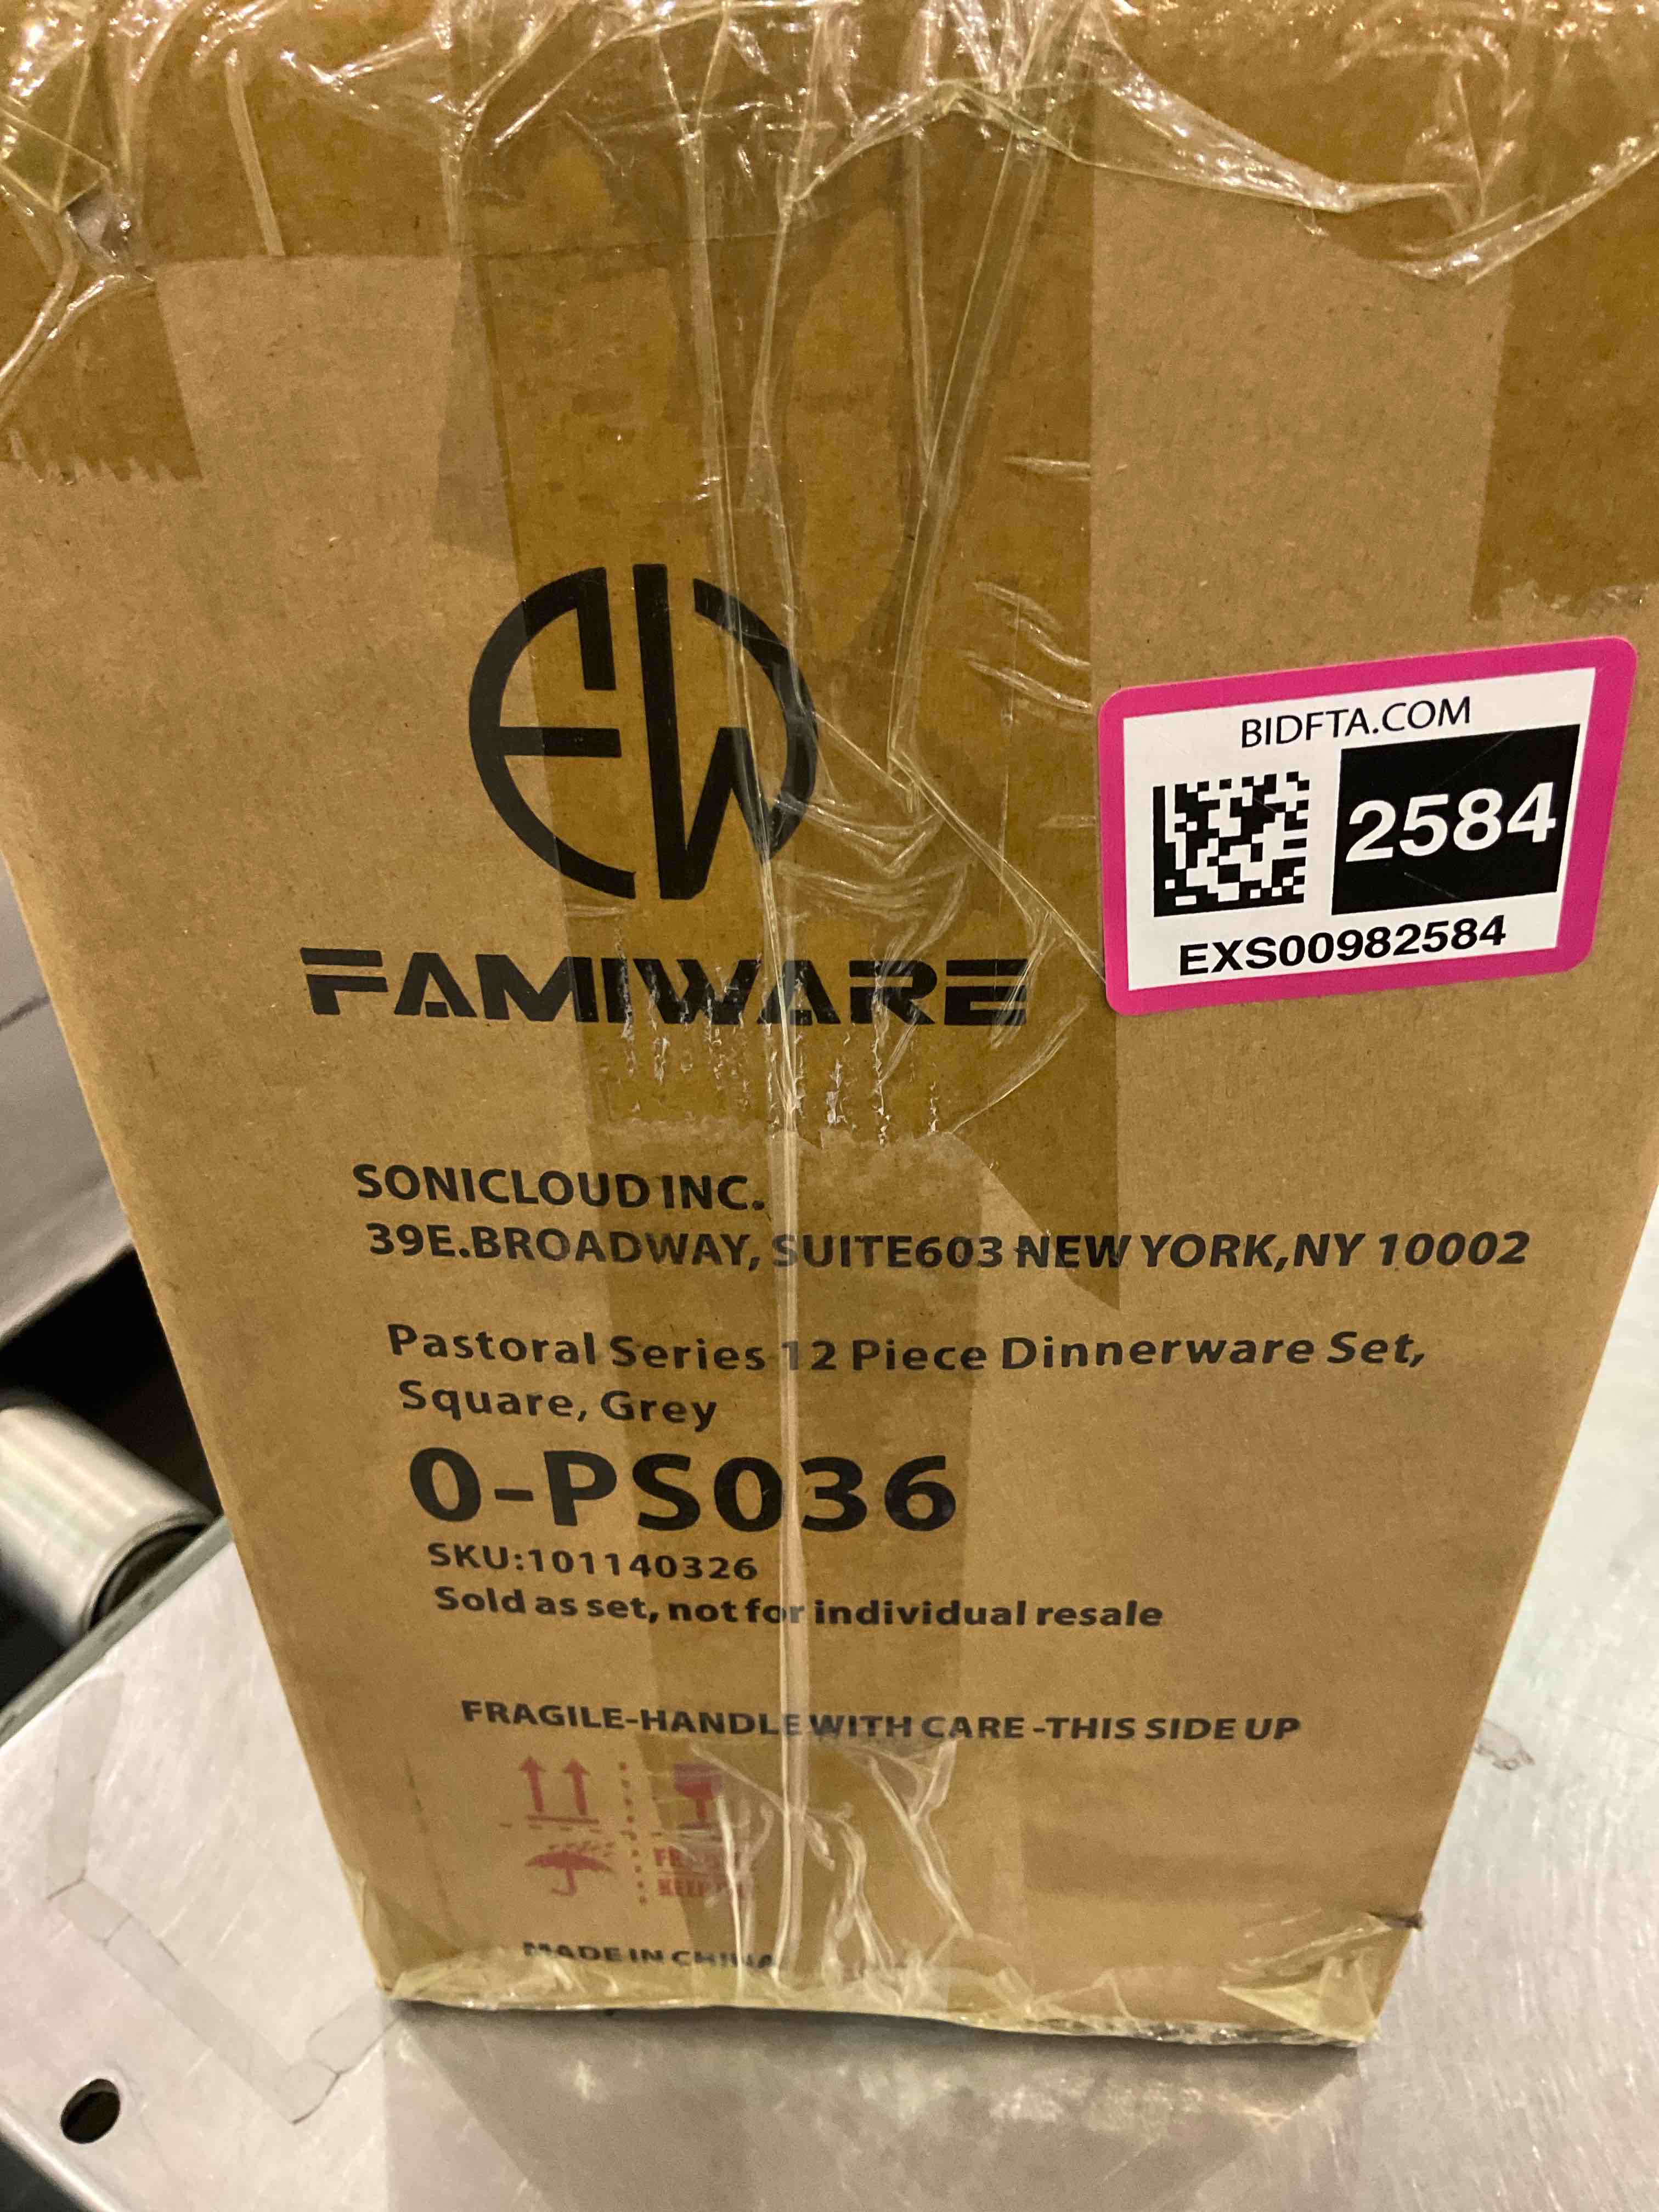 BIDFTA.COM
2584
EXS00982584
FAMIWARE
SONICLOUD INC.
39E.BROADWAY, SUITE603 NEW YORK,NY 10002
Pastoral Series 12 Piece Dinnerware Set,
Square, Grey
0-PS036
SKU:101140326
Sold as set, not for individual resale
FRAGILE-HANDLE WITH CARE -THIS SIDE UP
KEEP
MADE IN CHINA